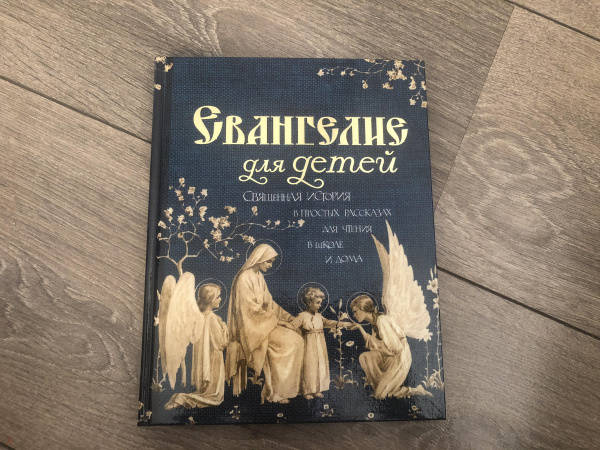 Евангелие
для детей
Священная история
в простых рассказах
для чтения
в школе
и дома